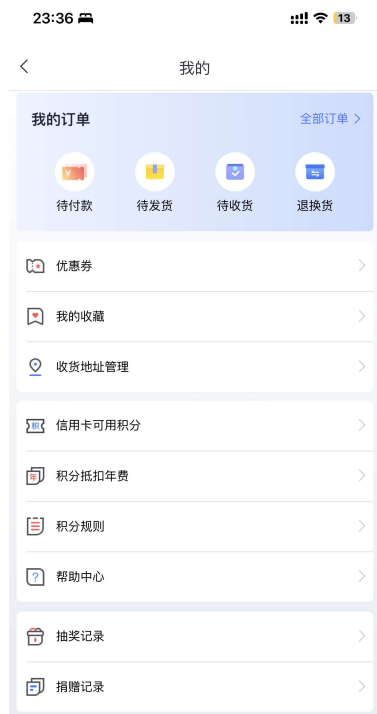 23:36
13
我的
我的订单
全部订单
待付款 待发货 待收货 退换货
优惠券
我的收藏
收货地址管理
积
信用卡可用积分
年
积分抵扣年费
积分规则
?
帮助中心
抽奖记录
捐赠记录